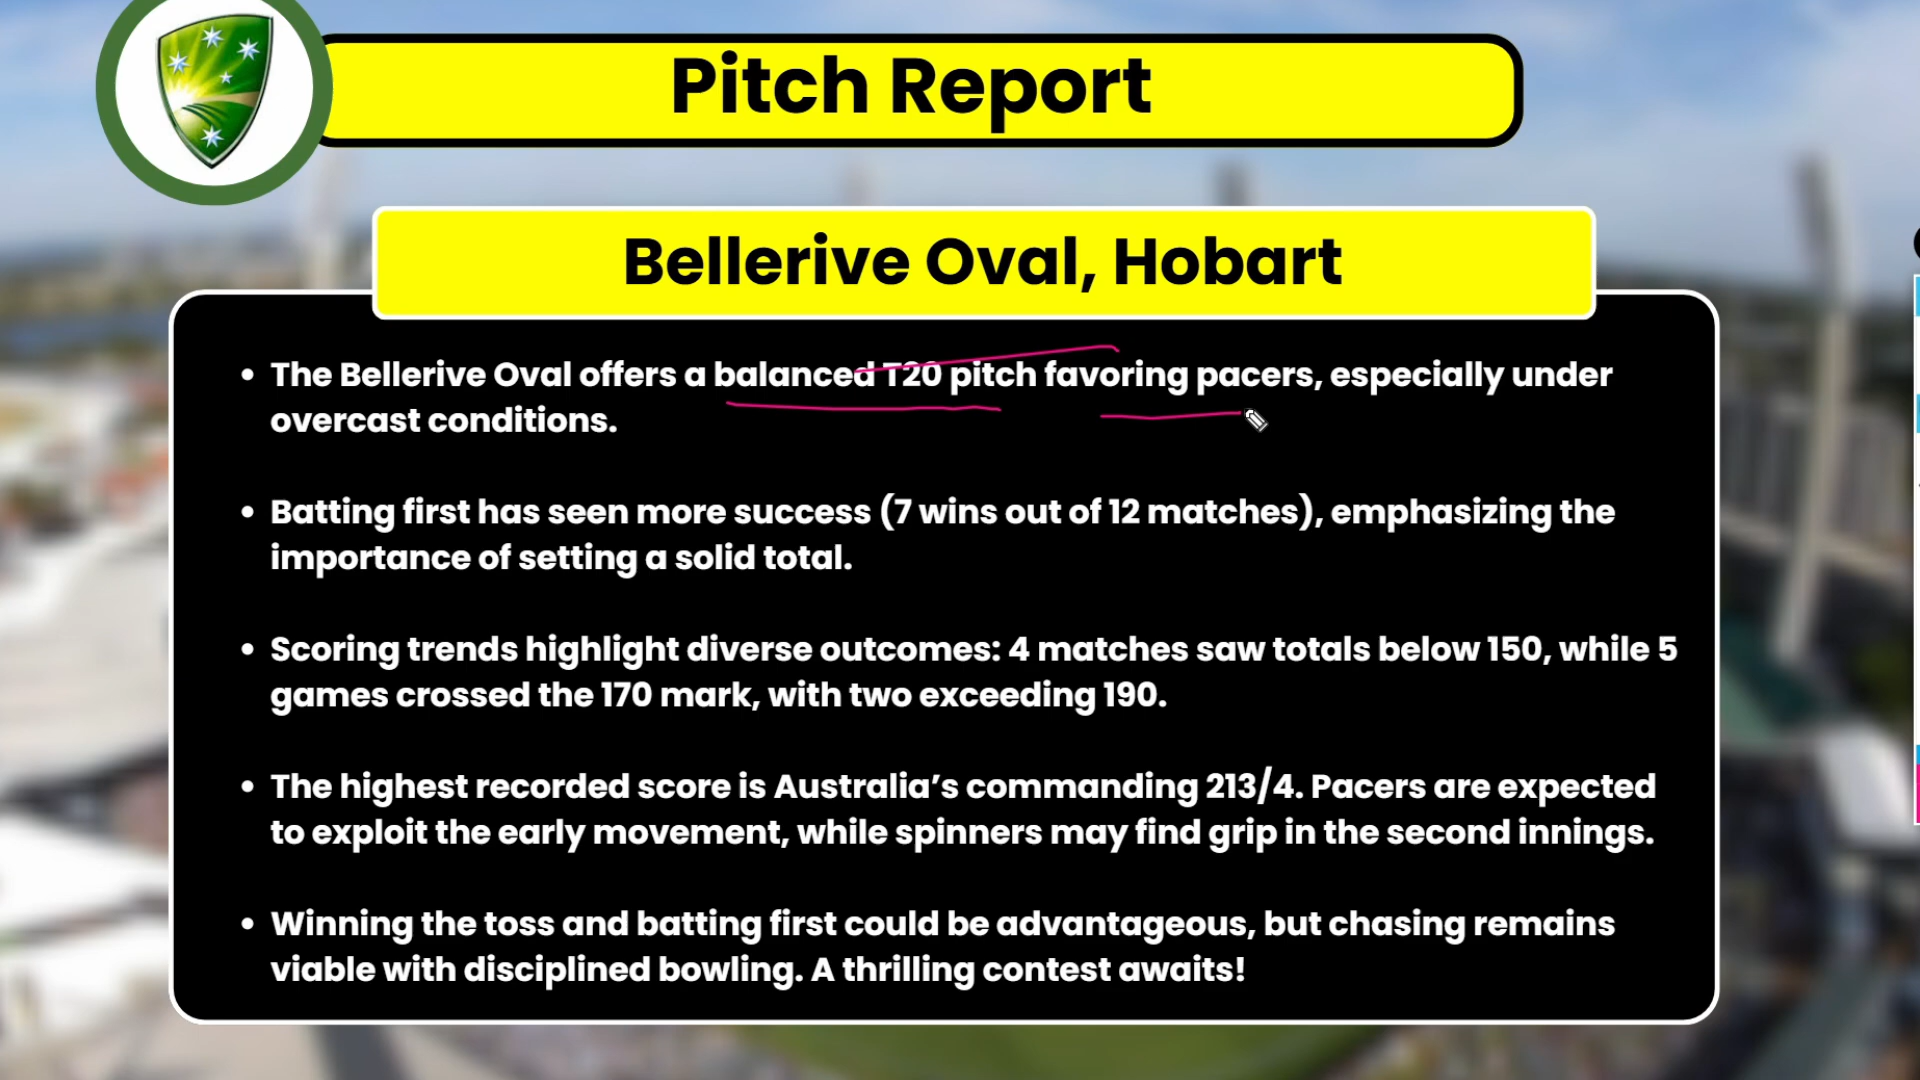 Pitch Report
Bellerive Oval, Hobart
• The Bellerive Oval offers a balanced T20 pitch favoring pacers, especially under
overcast conditions.
• Batting first has seen more success (7 wins out of 12 matches), emphasizing the
importance of setting a solid total.
• Scoring trends highlight diverse outcomes: 4 matches saw totals below 150, while 5
games crossed the 170 mark, with two exceeding 190.
• The highest recorded score is Australia’s commanding 213/4. Pacers are expected
to exploit the early movement, while spinners may find grip in the second innings.
• Winning the toss and batting first could be advantageous, but chasing remains
viable with disciplined bowling. A thrilling contest awaits!